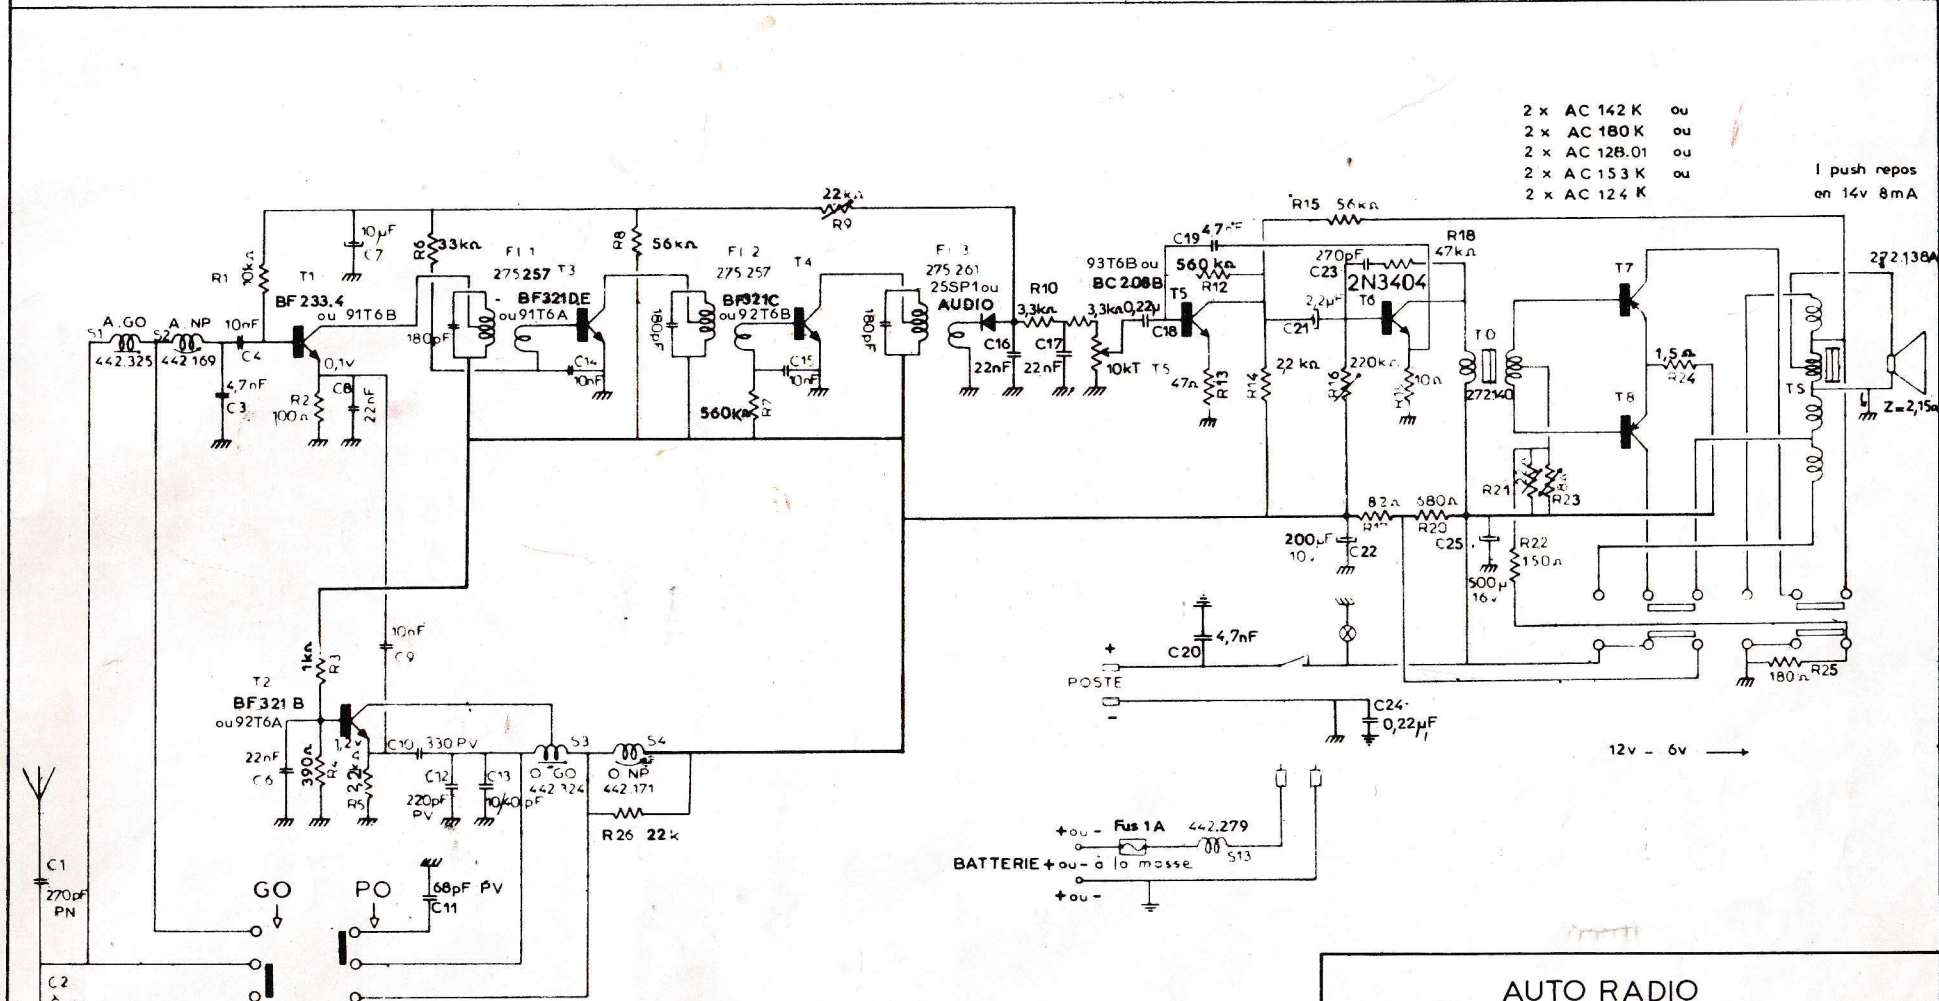 2 x AC 142 K ou
2 x AC 180 K ou
2 x AC 128.01 ou
2 x AC 153 K ou
2 x AC 124 K
I push repos
en 14v 8mA
22kΩ
R9
R15 56kΩ
10µF
C7
R6 33kΩ
R8 56kΩ
R1 10kΩ
T1
BF 233.4
ou 91T6B
FI 1
275 257
T3
BF321DE
ou 91T6A
FI 2
275 257
BF321C
ou 92T6B
T4
FI 3
275 261
25SP1 ou
AUDIO
R10
3,3kΩ
3,3kΩ
0,22µ
C18
93T6B ou
BC 208B
T5
C19
560 kΩ
R12
270pF
C23
R18
47kΩ
2N3404
2,2µF
T6
C21
T7
272.138A
S1
A.GO
442.325
S2
A.NP
442.169
10nF
C4
4,7nF
C3
0,1v
R2
100Ω
C8
22nF
180pF
C14
10nF
180pF
C15
10nF
560KΩ
R7
180pF
C16
22nF
C17
22nF
10kT
T5
47Ω
R13
R14
2,2 kΩ
220kΩ
R16
10Ω
TD
272140
1,5Ω
R24
T8
TS
Z=2,15Ω
R21
R23
82Ω
680Ω
R20
200µF
10v
C22
C25
500µ
16v
R22
150Ω
1kΩ
R3
10nF
C9
T2
BF321 B
ou 92T6A
22nF
C6
390Ω
R4
2,2kΩ
R5
C10
330 PV
C12
220pF
PV
C13
10/40 pF
S3
O GO
442 324
S4
O NP
442.171
R26 22k
C20
4,7nF
+
POSTE
-
C24
0,22µF
180Ω
R25
12v - 6v
+ou-
Fus 1A
442.279
S13
BATTERIE +ou- à la masse
+ou-
C1
270pF
PN
GO
PO
68pF PV
C11
C2
AUTO RADIO